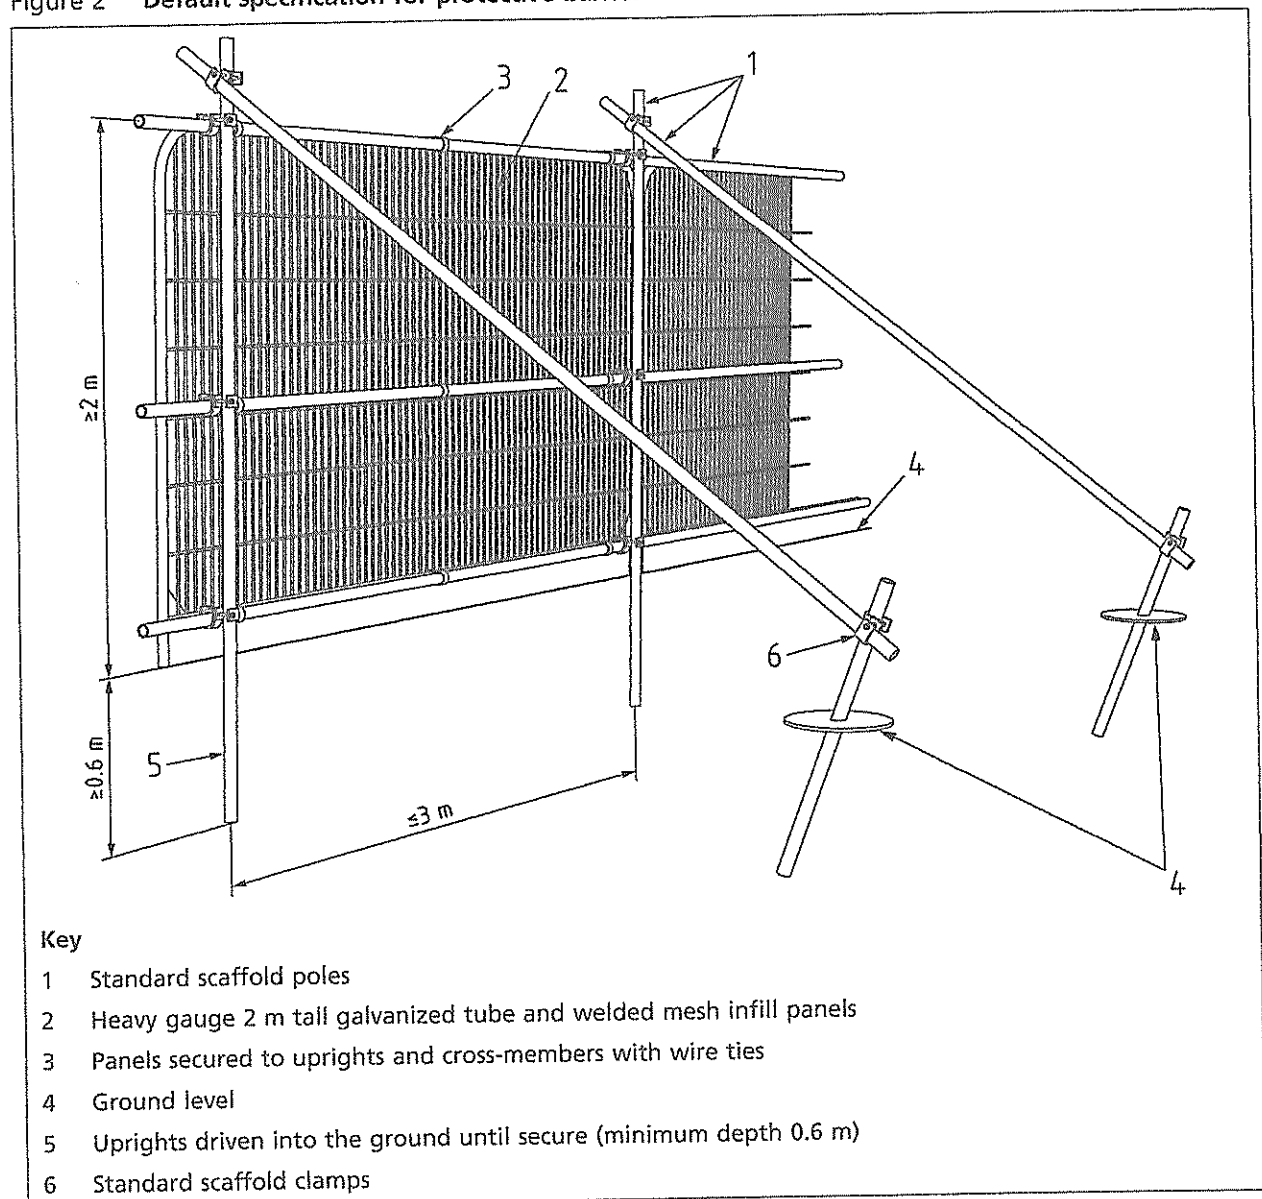 Figure 2 Default specification for protective
1
3
2
≥2 m
4
6
5
≥0.6 m
≤3 m
4
Key
1 Standard scaffold poles
2 Heavy gauge 2 m tall galvanized tube and welded mesh infill panels
3 Panels secured to uprights and cross-members with wire ties
4 Ground level
5 Uprights driven into the ground until secure (minimum depth 0.6 m)
6 Standard scaffold clamps